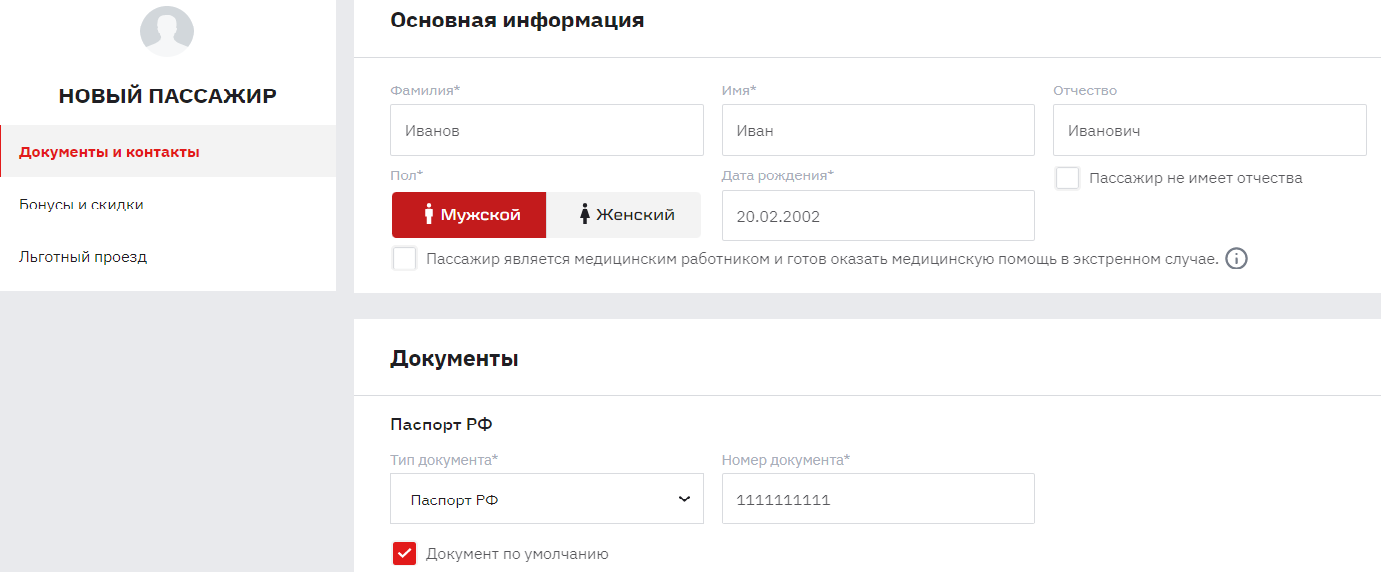 НОВЫЙ ПАССАЖИР
Документы и контакты
Бонусы и скидки
Льготный проезд
Основная информация
Фамилия*
Иванов
Имя*
Иван
Отчество
Иванович
Пассажир не имеет отчества
Пол*
Мужской
Женский
Дата рождения*
20.02.2002
Пассажир является медицинским работником и готов оказать медицинскую помощь в экстренном случае.
Документы
Паспорт РФ
Тип документа*
Паспорт РФ
Номер документа*
1111111111
Документ по умолчанию